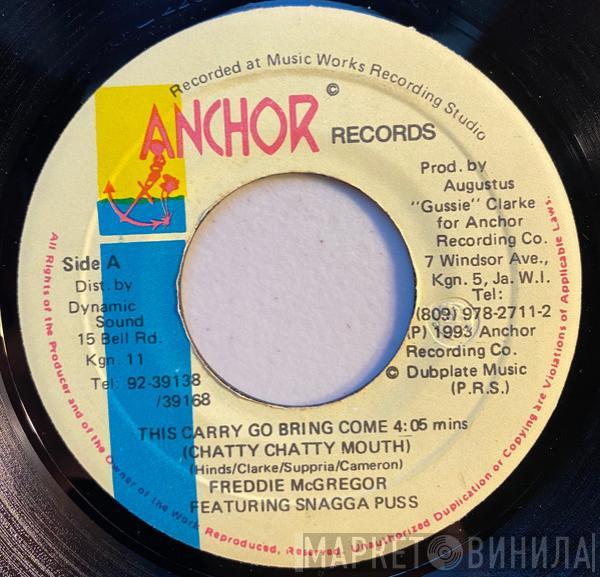 Recorded at Music Works Recording Studio
©
ANCHOR RECORDS
Prod. by
Augustus
"Gussie" Clarke
for Anchor
Recording Co.
7 Windsor Ave.,
Kgn. 5, Ja. W.I.
Tel:
(809) 978-2711-2
(P) 1993 Anchor
Recording Co.
© Dubplate Music
(P.R.S.)
Side A
Dist. by
Dynamic
Sound
15 Bell Rd.
Kgn. 11
Tel: 92-39138
/39168
THIS CARRY GO BRING COME 4:05 mins
(CHATTY CHATTY MOUTH)
(Hinds/Clarke/Suppria/Cameron)
FREDDIE McGREGOR
FEATURING SNAGGA PUSS
All Rights of the Producer and of the Owner of the Work Reproduced, Reserved. Unauthorized Duplication or Copying are Violations of Applicable Laws.
МАРКЕТ ВИНИЛА